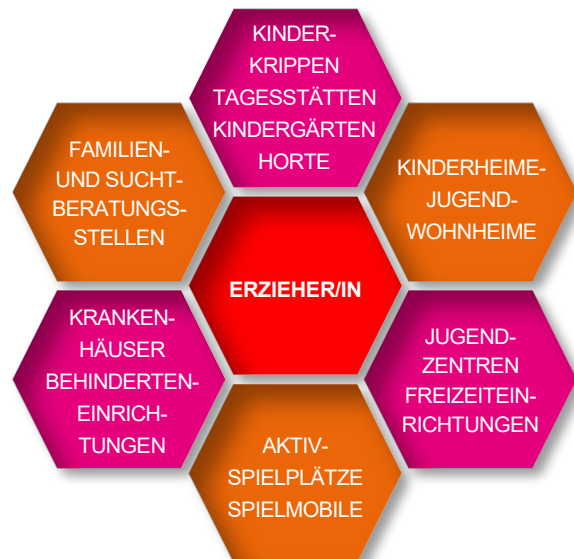 KINDER-
KRIPPEN
TAGESSTÄTTEN
KINDERGÄRTEN
HORTE
FAMILIEN-
UND SUCHT-
BERATUNGS-
STELLEN
KINDERHEIME-
JUGEND-
WOHNHEIME
ERZIEHER/IN
KRANKEN-
HÄUSER
BEHINDERTEN-
EINRICH-
TUNGEN
JUGEND-
ZENTREN
FREIZEITEIN-
RICHTUNGEN
AKTIV-
SPIELPLÄTZE
SPIELMOBILE